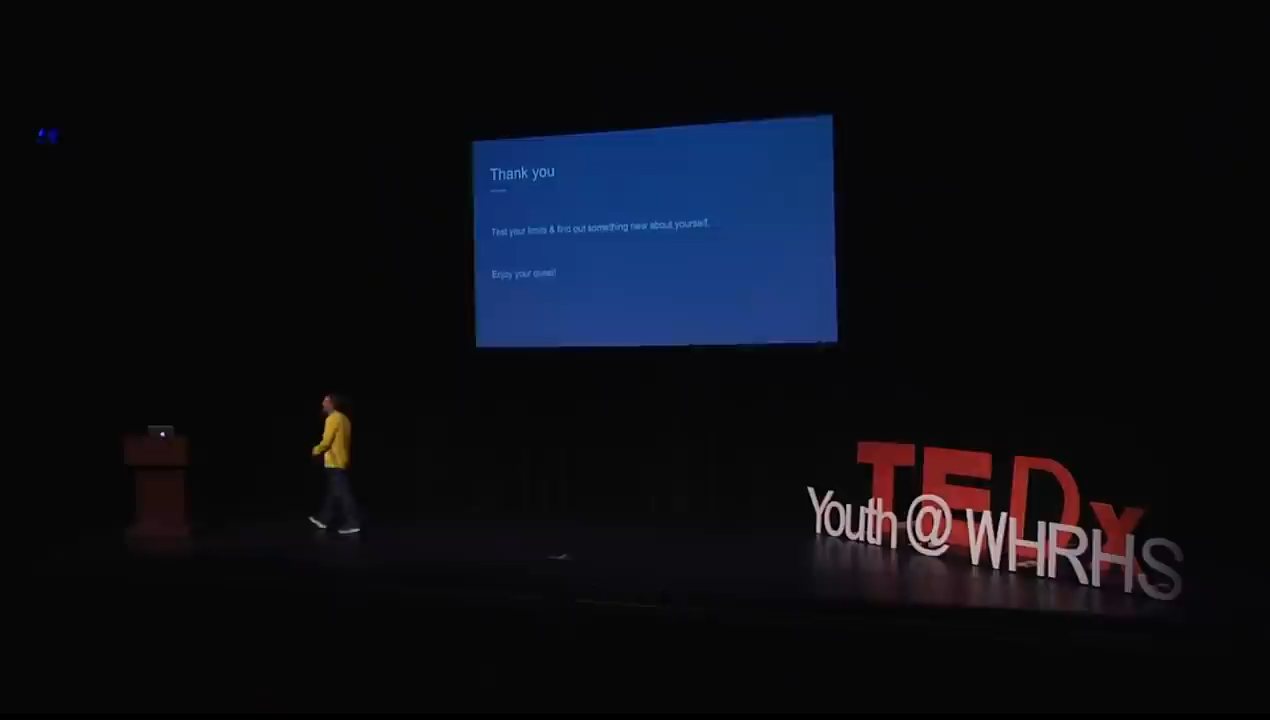 Thank you
Test your limits & find out something new about yourself.
Enjoy your
TEDx
Youth @ WHRHS